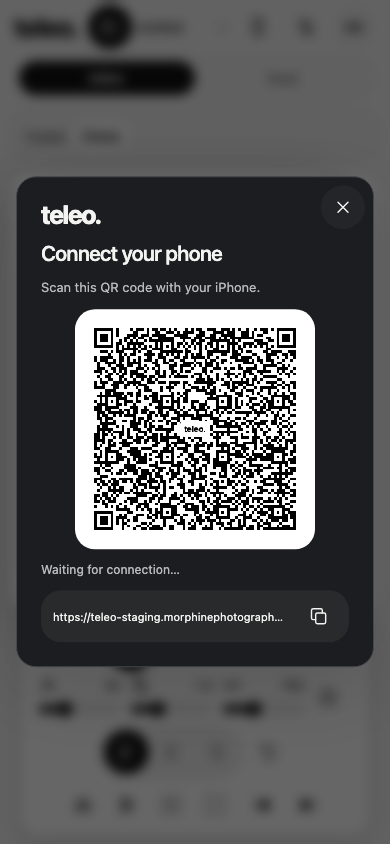 teleo.
Connect your phone
Scan this QR code with your iPhone.
teleo.
Waiting for connection...
https://teleo-staging.morphinephotograph...